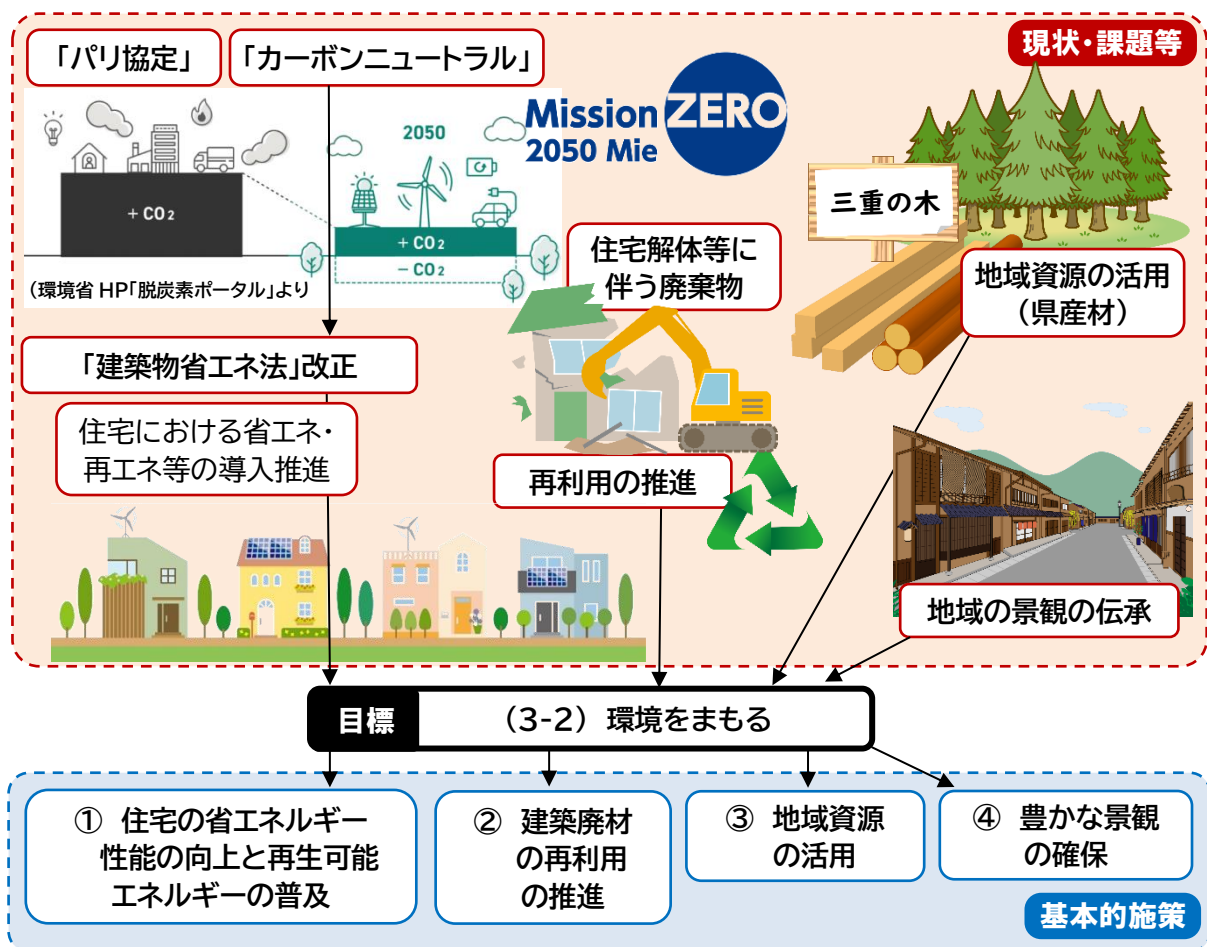 現状・課題等
「パリ協定」
「カーボンニュートラル」
2050
+ CO2
+ CO2
− CO2
(環境省 HP「脱炭素ポータル」より
Mission ZERO
2050 Mie
三重の木
住宅解体等に
伴う廃棄物
地域資源の活用
(県産材)
「建築物省エネ法」改正
住宅における省エネ・
再エネ等の導入推進
再利用の推進
地域の景観の伝承
目標 (3-2) 環境をまもる
① 住宅の省エネルギー
性能の向上と再生可能
エネルギーの普及
② 建築廃材
の再利用
の推進
③ 地域資源
の活用
④ 豊かな景観
の確保
基本的施策